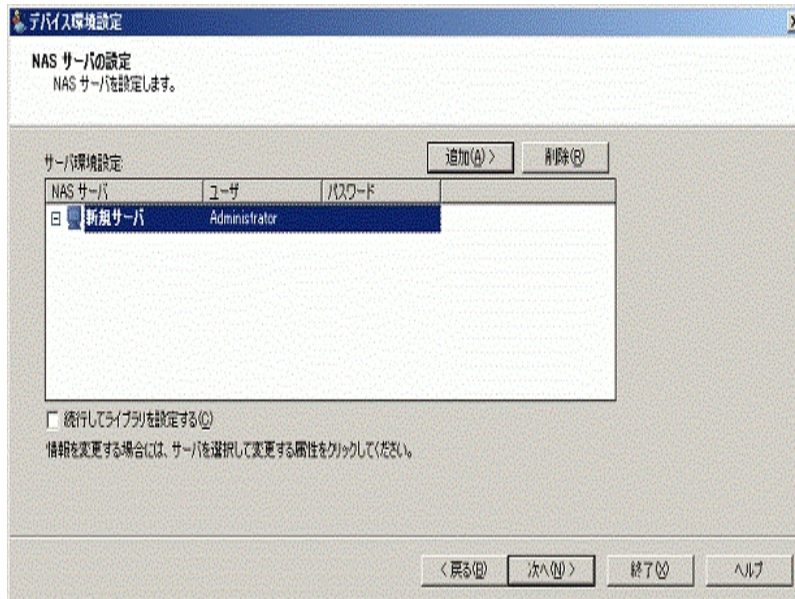 デバイス環境設定
NAS サーバの設定
NAS サーバを設定します。
サーバ環境設定:
追加(A) >
削除(R)
NAS サーバ ユーザ パスワード
新規サーバ Administrator
続行してライブラリを設定する(C)
情報を変更する場合には、サーバを選択して変更する属性をクリックしてください。
< 戻る(B) 次へ(N) > 終了(X) ヘルプ